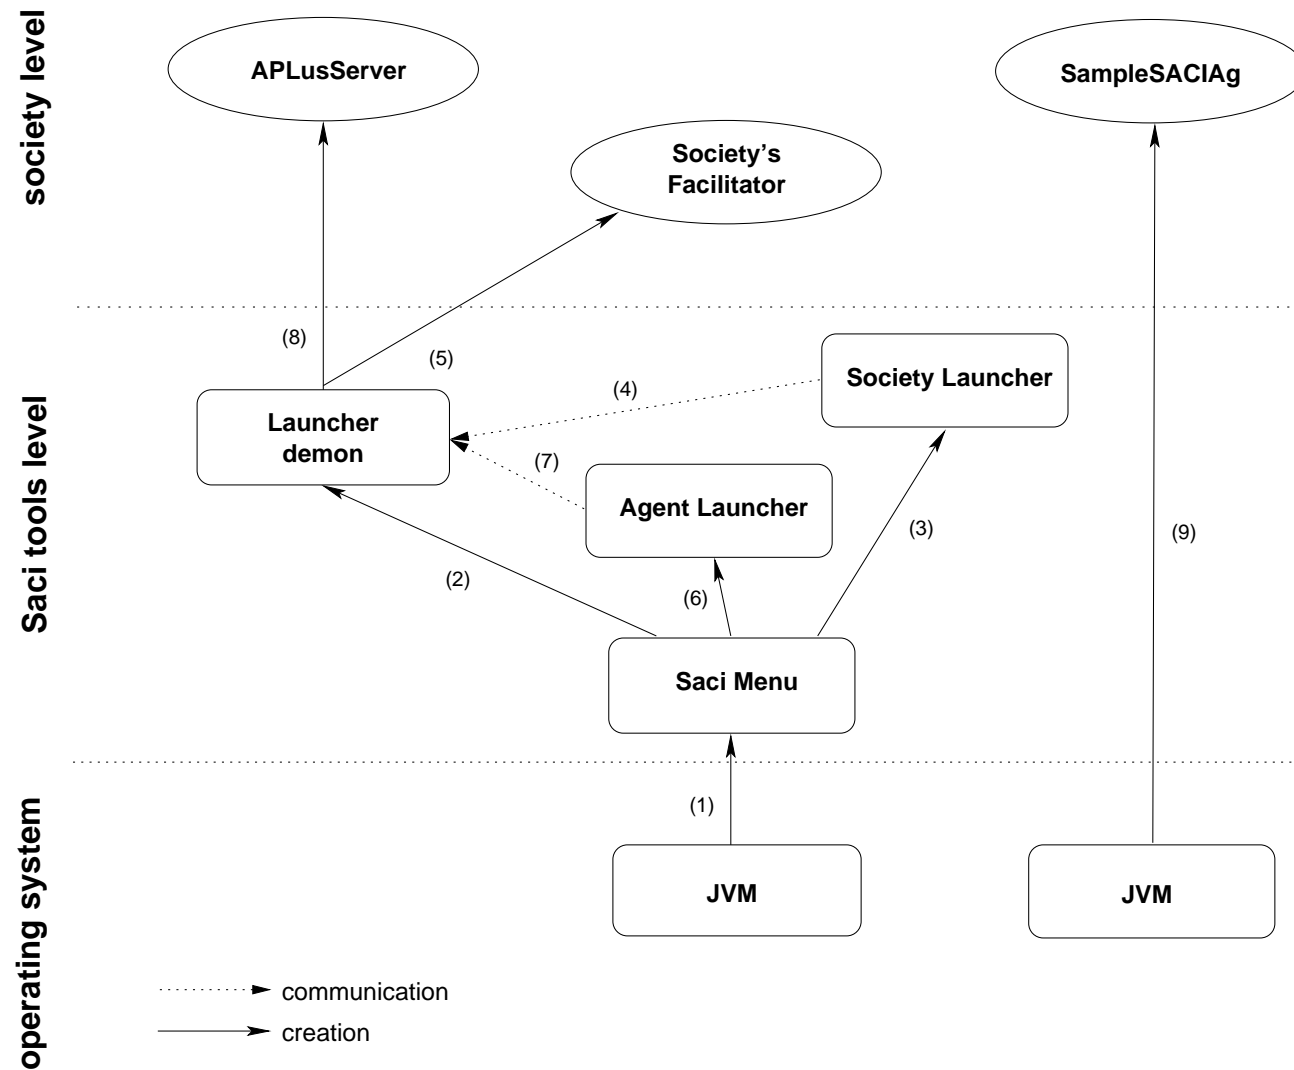 society level
APLusServer
SampleSACIAg
Society's
Facilitator
(8)
(5)
Saci tools level
Society Launcher
(4)
Launcher
demon
(7)
Agent Launcher
(3)
(9)
(2)
(6)
Saci Menu
operating system
(1)
JVM
JVM
communication
creation